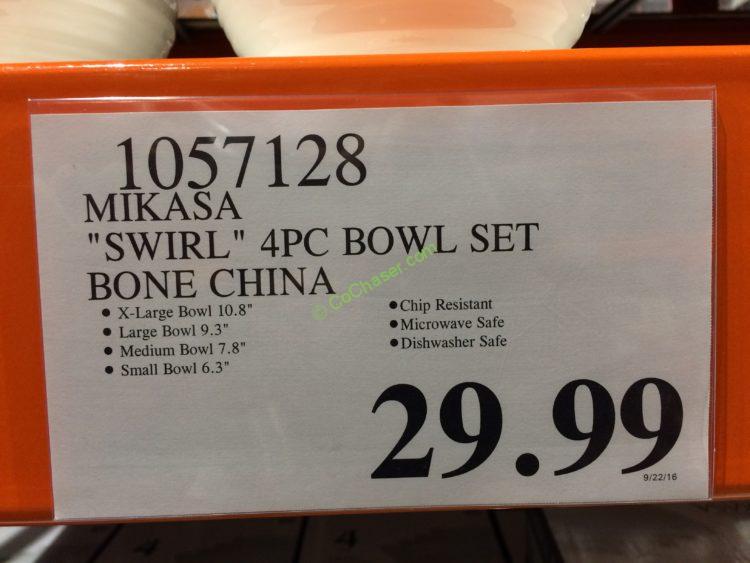 1057128
MIKASA
"SWIRL" 4PC BOWL SET
BONE CHINA
© CoChaser.com
• X-Large Bowl 10.8"
• Large Bowl 9.3"
• Medium Bowl 7.8"
• Small Bowl 6.3"
• Chip Resistant
• Microwave Safe
• Dishwasher Safe
29.99
9/22/16